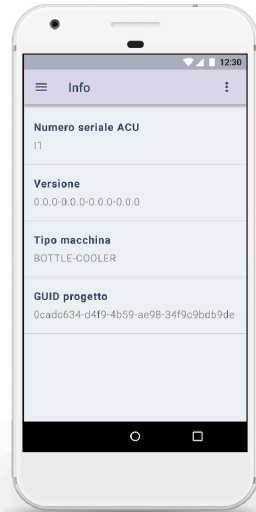 12:30
Info
Numero seriale ACU
I1
Versione
0.0.0-0.0.0-0.0.0-0.0.0
Tipo macchina
BOTTLE-COOLER
GUID progetto
0cadc634-d4f9-4b59-ae98-34f9c9bdb9de